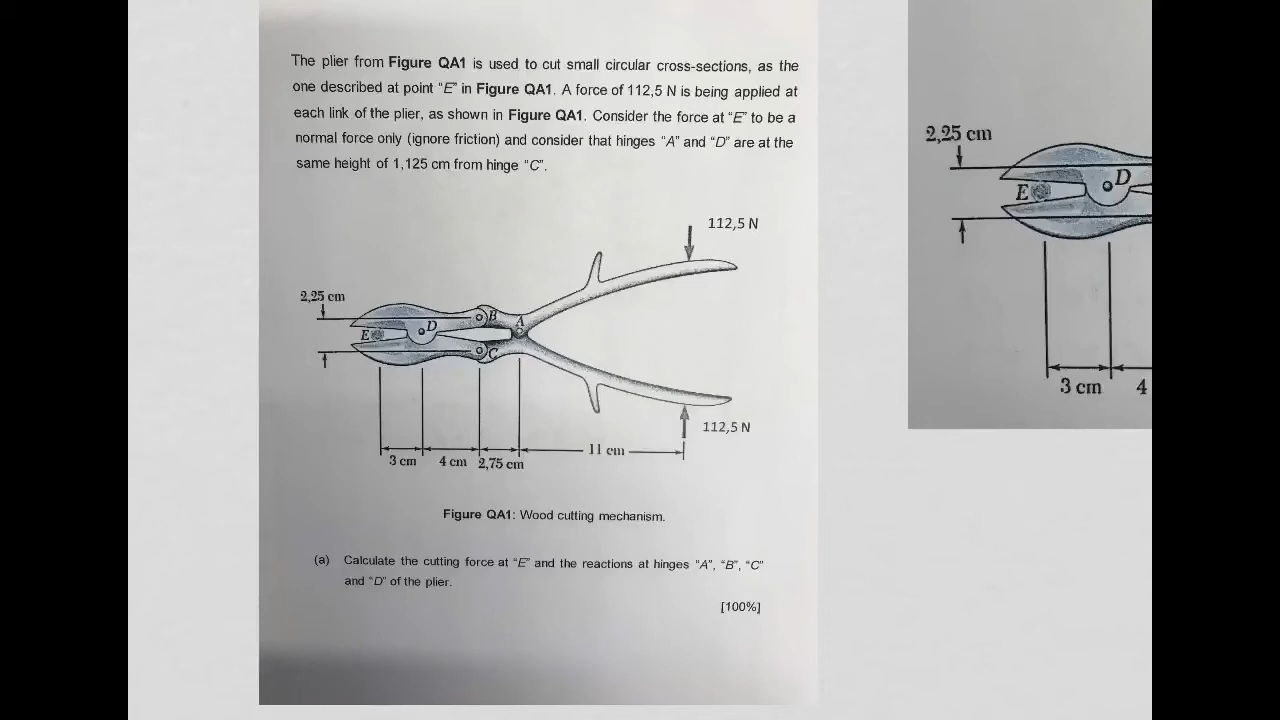 The plier from Figure QA1 is used to cut small circular cross-sections, as the
one described at point "E" in Figure QA1. A force of 112,5 N is being applied at
each link of the plier, as shown in Figure QA1. Consider the force at "E" to be a
normal force only (ignore friction) and consider that hinges "A" and "D" are at the
same height of 1,125 cm from hinge "C".
112,5 N
2,25 cm
B
A
D
E
C
112,5 N
3 cm
4 cm
2,75 cm
11 cm
Figure QA1: Wood cutting mechanism.
(a) Calculate the cutting force at "E" and the reactions at hinges "A", "B", "C"
and "D" of the plier.
[100%]
2,25 cm
D
E
3 cm
4